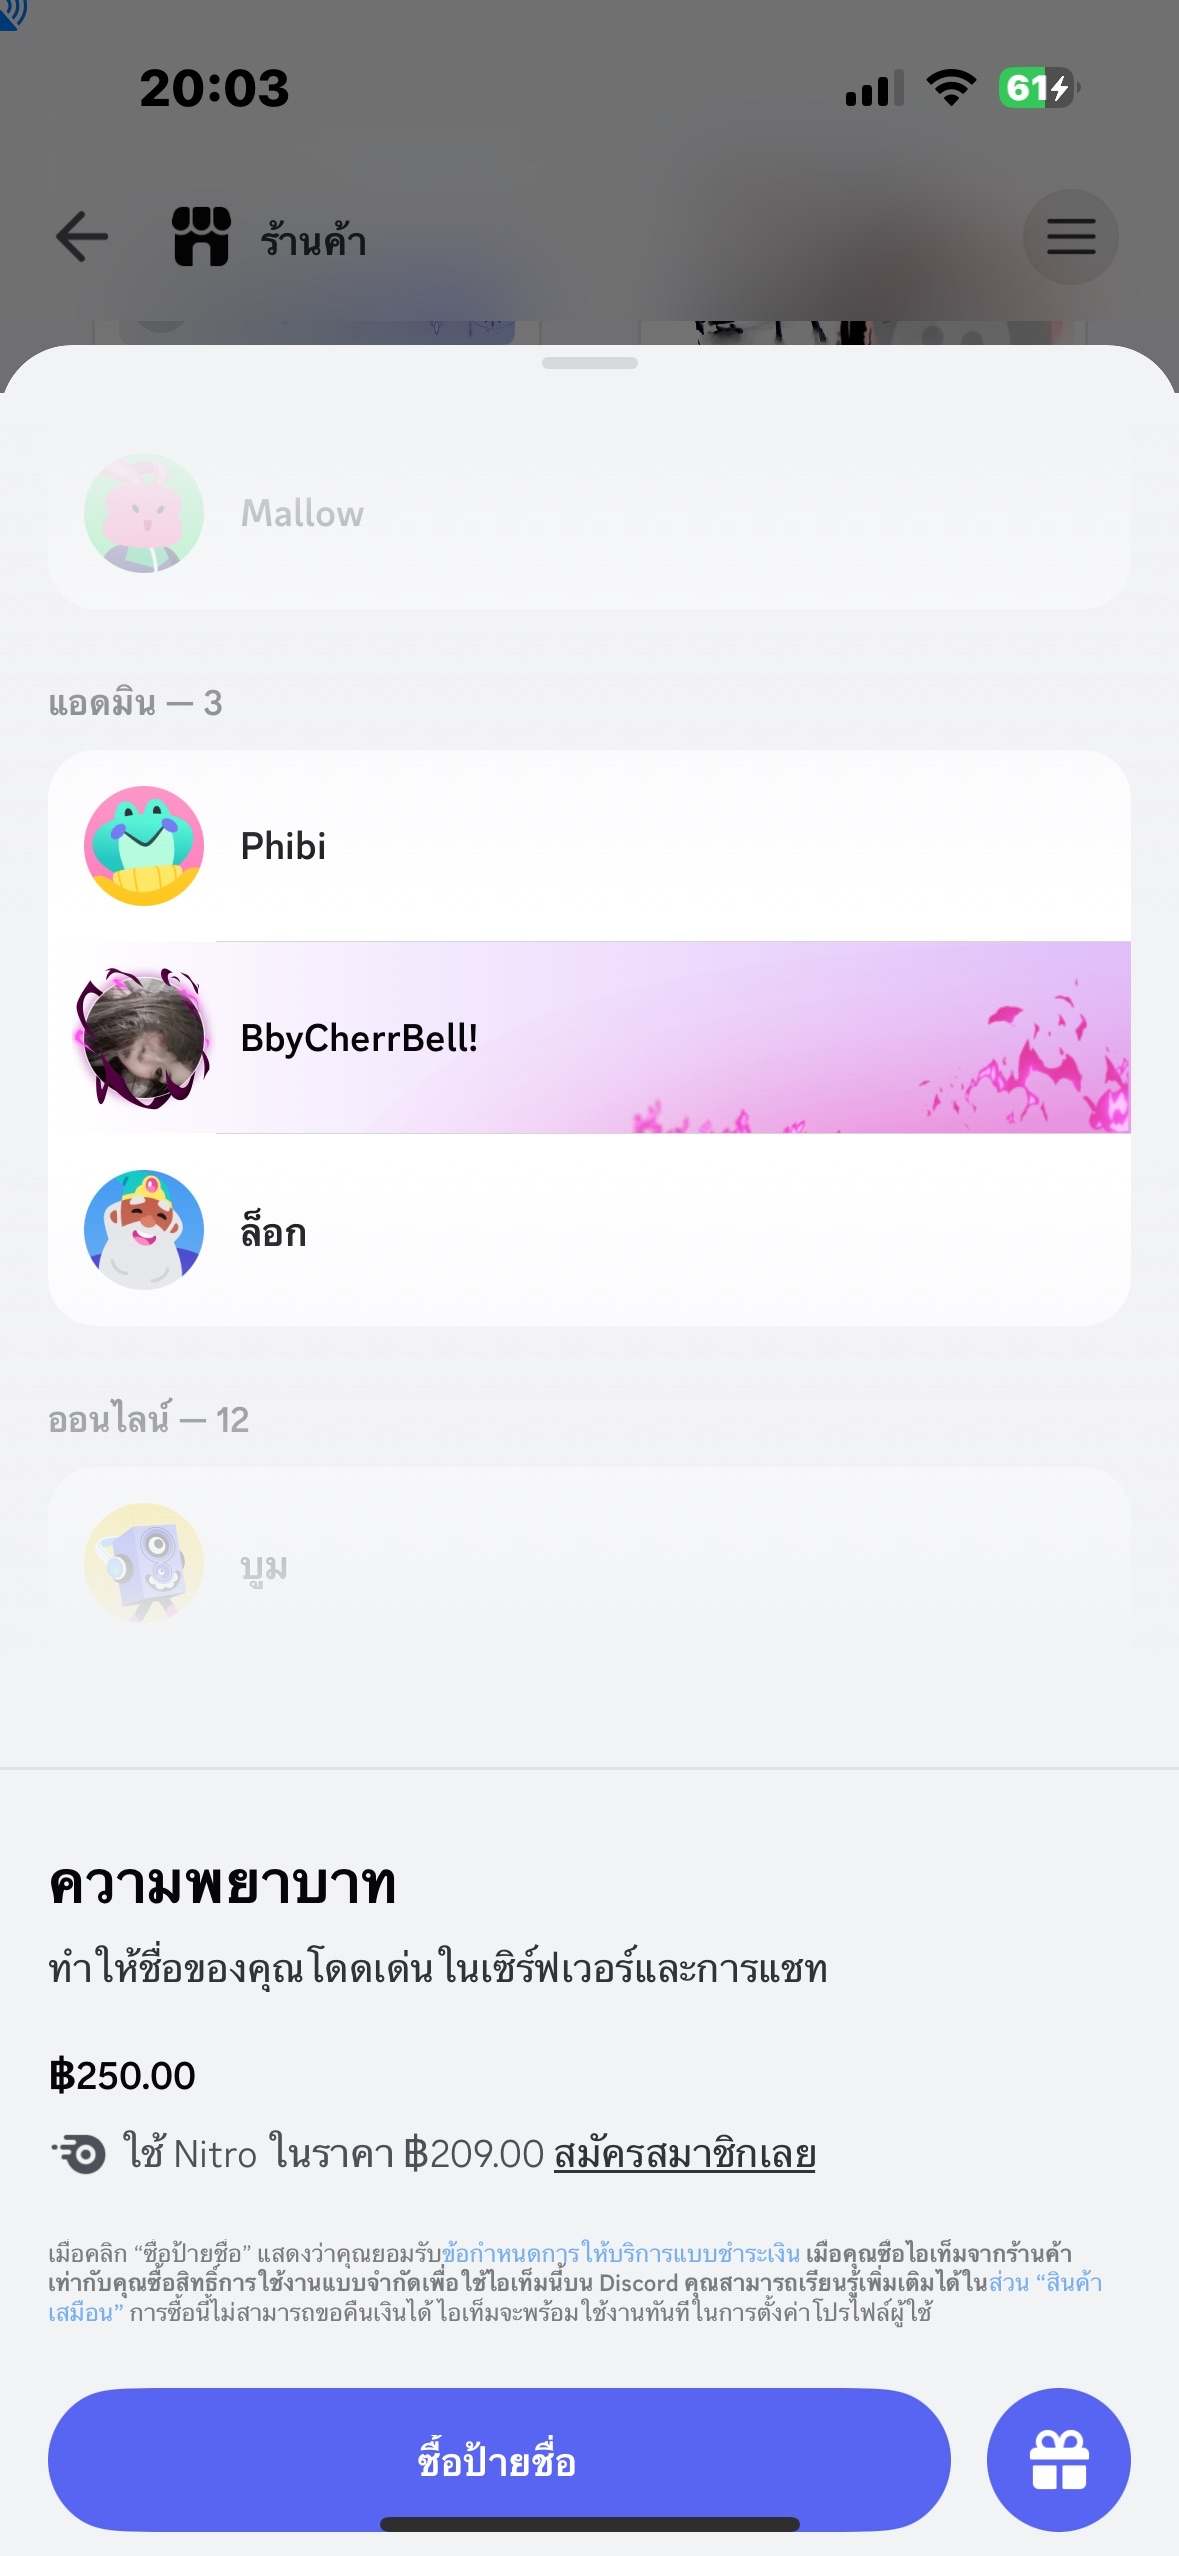 20:03
61
ร้านค้า
Mallow
แอดมิน — 3
Phibi
BbyCherrBell!
ล็อก
ออนไลน์ — 12
บูม
ความพยาบาท
ทำให้ชื่อของคุณโดดเด่นในเซิร์ฟเวอร์และการแชท
฿250.00
ใช้ Nitro ในราคา ฿209.00 สมัครสมาชิกเลย
เมื่อคลิก “ซื้อป้ายชื่อ” แสดงว่าคุณยอมรับข้อกำหนดการให้บริการแบบชำระเงิน เมื่อคุณซื้อไอเท็มจากร้านค้า
เท่ากับคุณซื้อสิทธิ์การใช้งานแบบจำกัดเพื่อใช้ไอเท็มนี้บน Discord คุณสามารถเรียนรู้เพิ่มเติมได้ในส่วน “สินค้า
เสมือน” การซื้อนี้ไม่สามารถขอคืนเงินได้ ไอเท็มจะพร้อมใช้งานทันทีในการตั้งค่าโปรไฟล์ผู้ใช้
ซื้อป้ายชื่อ